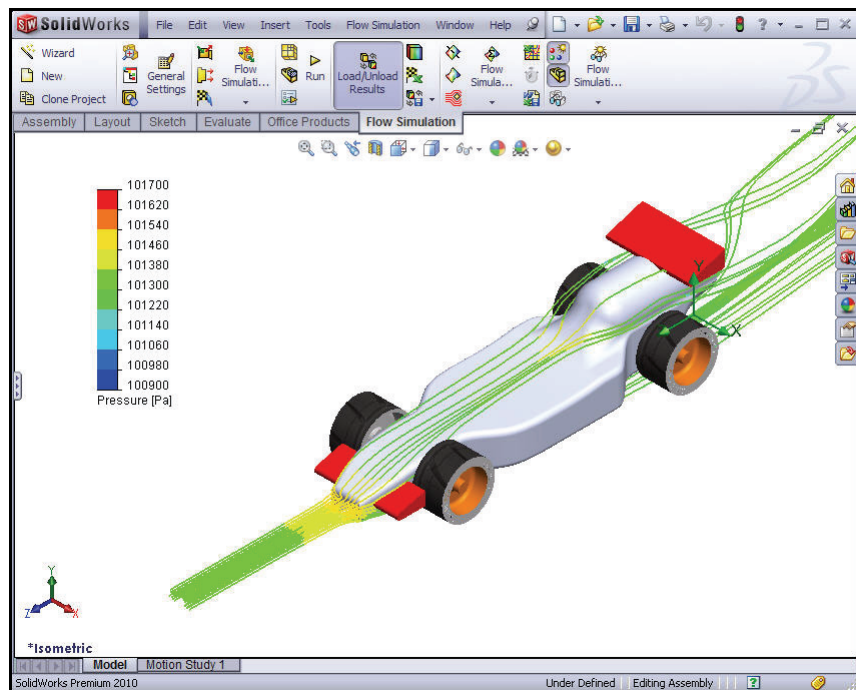 SolidWorks File Edit View Insert Tools Flow Simulation Window Help
Wizard
New
Clone Project
General Settings
Flow Simulati...
Run
Load/Unload Results
Flow Simula...
Flow Simulati...
Assembly Layout Sketch Evaluate Office Products Flow Simulation
101700
101620
101540
101460
101380
101300
101220
101140
101060
100980
100900
Pressure [Pa]
Y
X
Y
Z
X
*Isometric
Model Motion Study 1
SolidWorks Premium 2010 Under Defined Editing Assembly